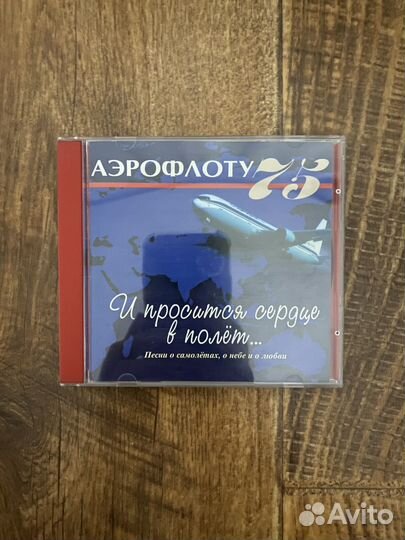 АЭРОФЛОТУ 75
И просится сердце
в полёт...
Песни о самолётах, о небе и о любви
Avito